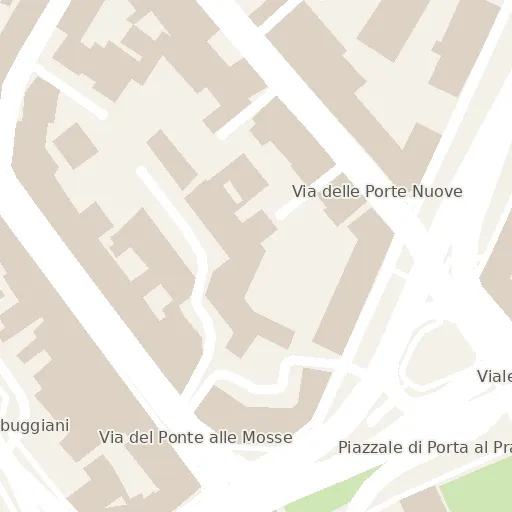 Via delle Porte Nuove
Viale
buggiani
Via del Ponte alle Mosse
Piazzale di Porta al Pra